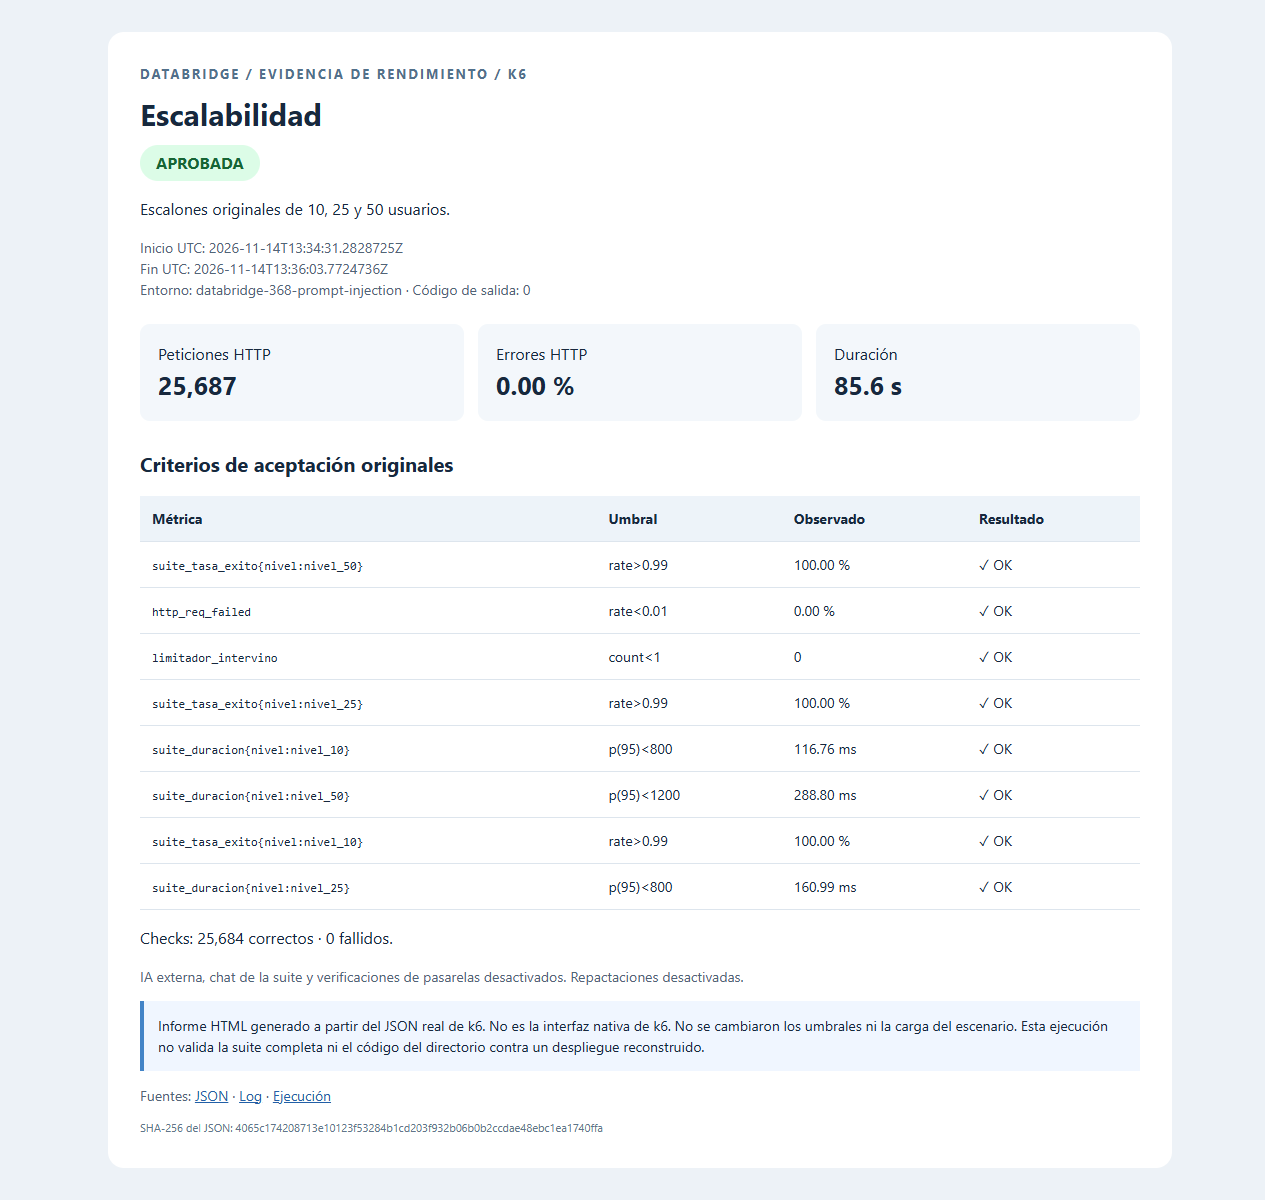 DATABRIDGE / EVIDENCIA DE RENDIMIENTO / K6
Escalabilidad
APROBADA
Escalones originales de 10, 25 y 50 usuarios.
Inicio UTC: 2026-11-14T13:34:31.2828725Z
Fin UTC: 2026-11-14T13:36:03.7724736Z
Entorno: databridge-368-prompt-injection · Código de salida: 0
Peticiones HTTP
25,687
Errores HTTP
0.00 %
Duración
85.6 s
Criterios de aceptación originales
Métrica Umbral Observado Resultado
suite_tasa_exito{nivel:nivel_50} rate>0.99 100.00 % ✓ OK
http_req_failed rate<0.01 0.00 % ✓ OK
limitador_intervino count<1 0 ✓ OK
suite_tasa_exito{nivel:nivel_25} rate>0.99 100.00 % ✓ OK
suite_duracion{nivel:nivel_10} p(95)<800 116.76 ms ✓ OK
suite_duracion{nivel:nivel_50} p(95)<1200 288.80 ms ✓ OK
suite_tasa_exito{nivel:nivel_10} rate>0.99 100.00 % ✓ OK
suite_duracion{nivel:nivel_25} p(95)<800 160.99 ms ✓ OK
Checks: 25,684 correctos · 0 fallidos.
IA externa, chat de la suite y verificaciones de pasarelas desactivados. Repactaciones desactivadas.
Informe HTML generado a partir del JSON real de k6. No es la interfaz nativa de k6. No se cambiaron los umbrales ni la carga del escenario. Esta ejecución
no valida la suite completa ni el código del directorio contra un despliegue reconstruido.
Fuentes: JSON · Log · Ejecución
SHA-256 del JSON: 4065c174208713e10123f53284b1cd203f932b06b0b2ccdae48ebc1ea1740ffa